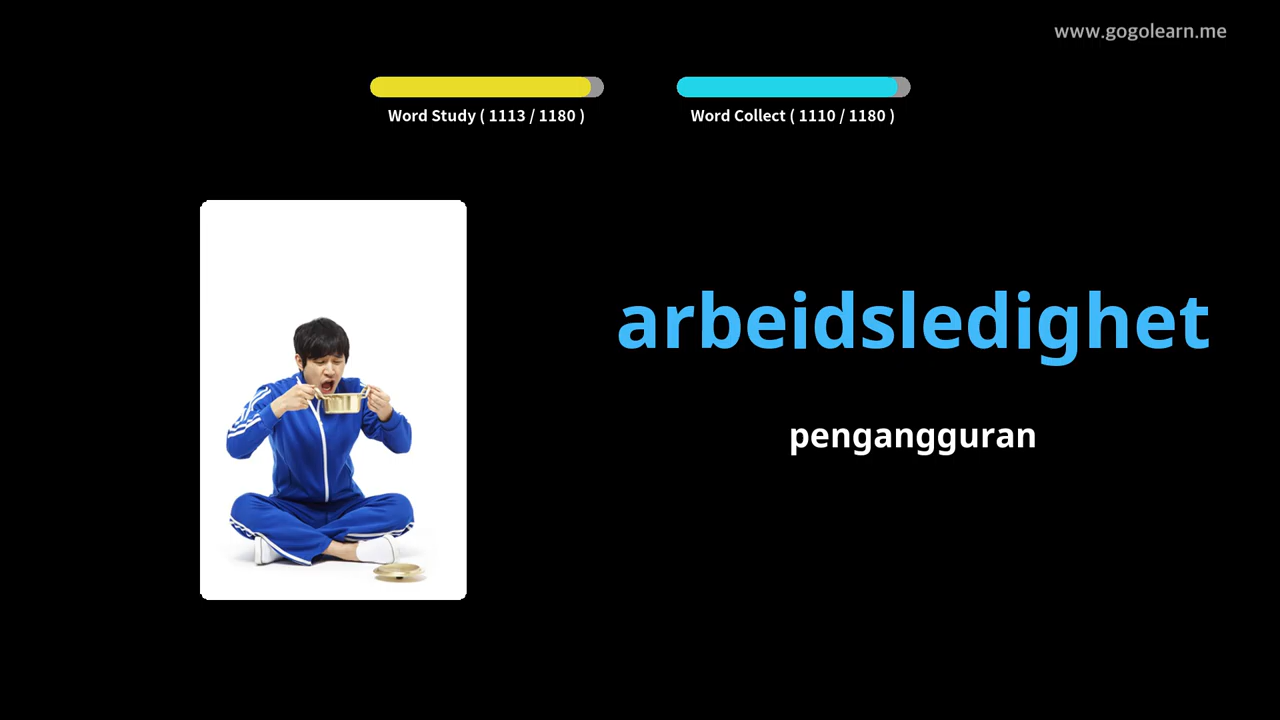 www.gogolearn.me
Word Study ( 1113 / 1180 )
Word Collect ( 1110 / 1180 )
arbeidsledighet
pengangguran